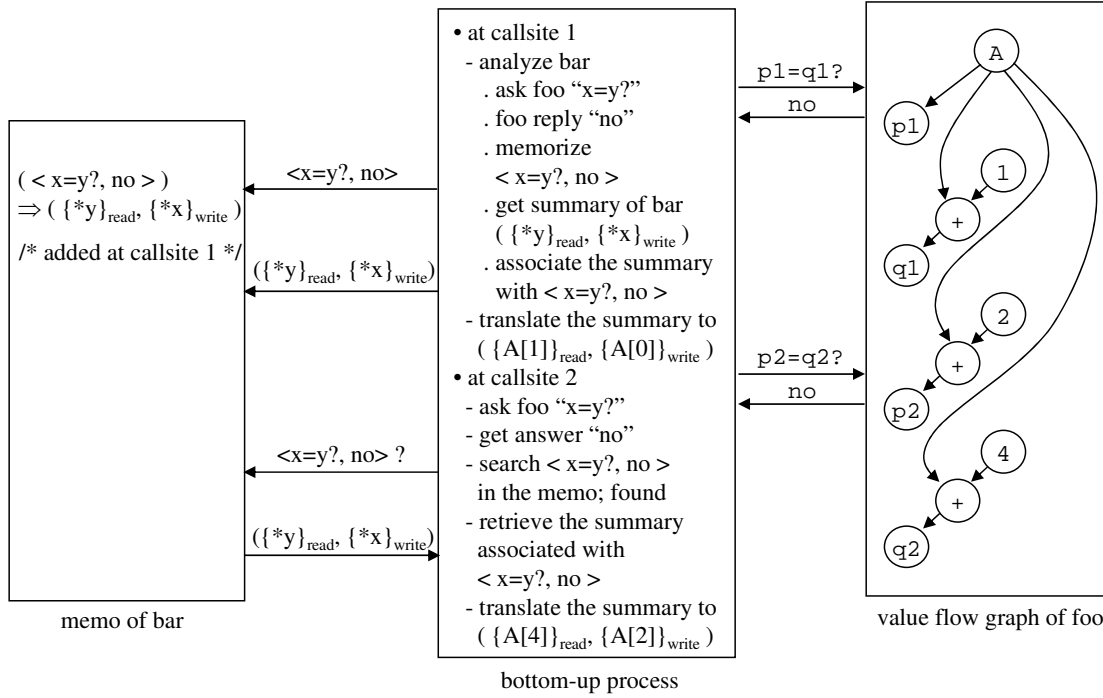 ( < x=y?, no > )
⇒ ( {*y}read, {*x}write )
/* added at callsite 1 */
memo of bar
<x=y?, no>
({*y}read, {*x}write)
<x=y?, no> ?
({*y}read, {*x}write)
• at callsite 1
- analyze bar
. ask foo “x=y?”
. foo reply “no”
. memorize
< x=y?, no >
. get summary of bar
( {*y}read, {*x}write )
. associate the summary
with < x=y?, no >
- translate the summary to
( {A[1]}read, {A[0]}write )
• at callsite 2
- ask foo “x=y?”
- get answer “no”
- search < x=y?, no >
in the memo; found
- retrieve the summary
associated with
< x=y?, no >
- translate the summary to
( {A[4]}read, {A[2]}write )
bottom-up process
p1=q1?
no
p2=q2?
no
A
p1
1
+
q1
2
+
p2
4
+
q2
value flow graph of foo